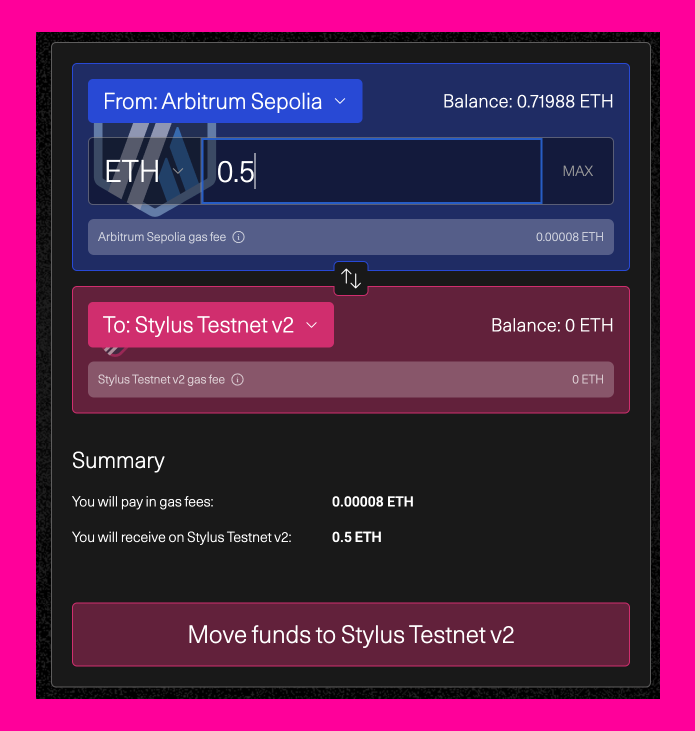 From: Arbitrum Sepolia
Balance: 0.71988 ETH
ETH
0.5
MAX
Arbitrum Sepolia gas fee
0.00008 ETH
To: Stylus Testnet v2
Balance: 0 ETH
Stylus Testnet v2 gas fee
0 ETH
Summary
You will pay in gas fees: 0.00008 ETH
You will receive on Stylus Testnet v2: 0.5 ETH
Move funds to Stylus Testnet v2